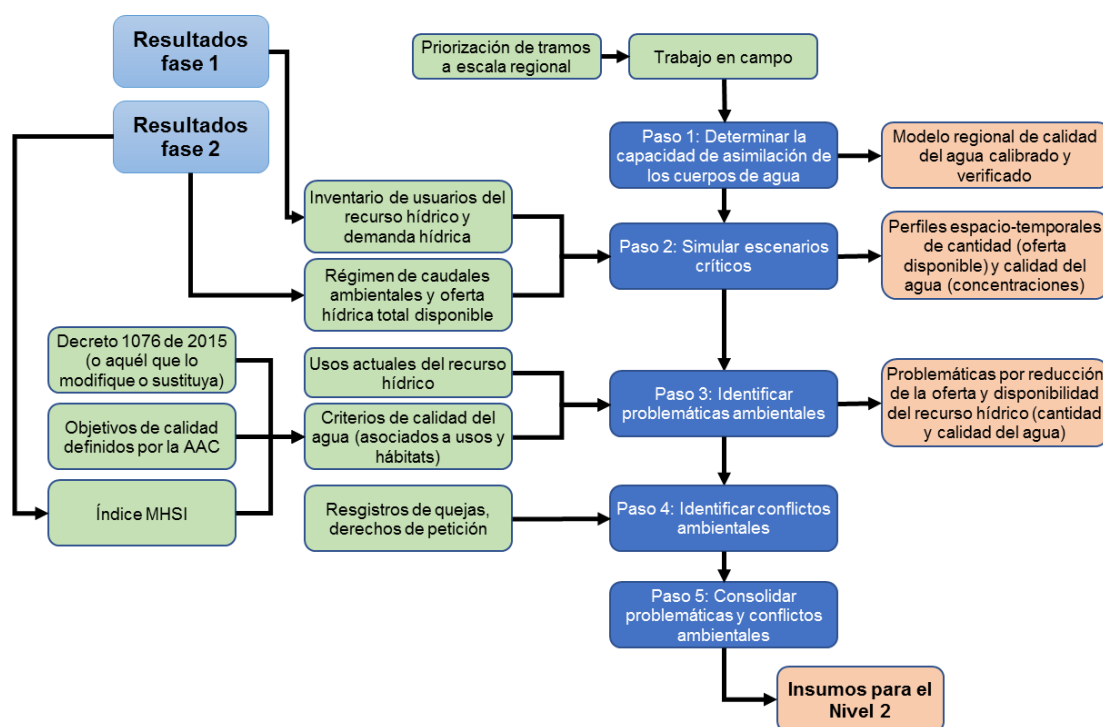 Resultados
fase 1
Resultados
fase 2
Priorización de tramos
a escala regional
Trabajo en campo
Paso 1: Determinar la
capacidad de asimilación de
los cuerpos de agua
Modelo regional de calidad
del agua calibrado y
verificado
Inventario de usuarios del
recurso hídrico y
demanda hídrica
Régimen de caudales
ambientales y oferta
hídrica total disponible
Paso 2: Simular escenarios
críticos
Perfiles espacio-temporales
de cantidad (oferta
disponible) y calidad del
agua (concentraciones)
Decreto 1076 de 2015
(o aquél que lo
modifique o sustituya)
Objetivos de calidad
definidos por la AAC
Índice MHSI
Usos actuales del recurso
hídrico
Criterios de calidad del
agua (asociados a usos y
hábitats)
Paso 3: Identificar
problemáticas ambientales
Problemáticas por reducción
de la oferta y disponibilidad
del recurso hídrico (cantidad
y calidad del agua)
Resgistros de quejas,
derechos de petición
Paso 4: Identificar conflictos
ambientales
Paso 5: Consolidar
problemáticas y conflictos
ambientales
Insumos para el
Nivel 2